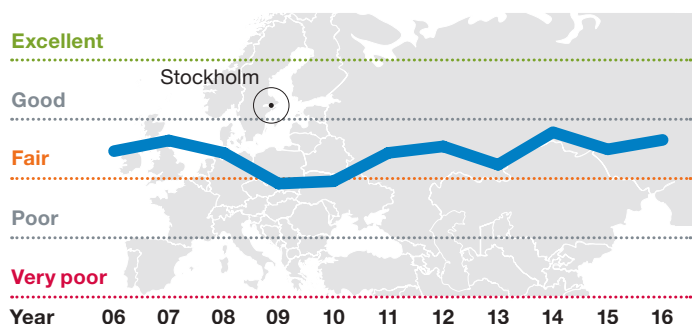 Excellent
Stockholm
Good
Fair
Poor
Very poor
Year 06 07 08 09 10 11 12 13 14 15 16